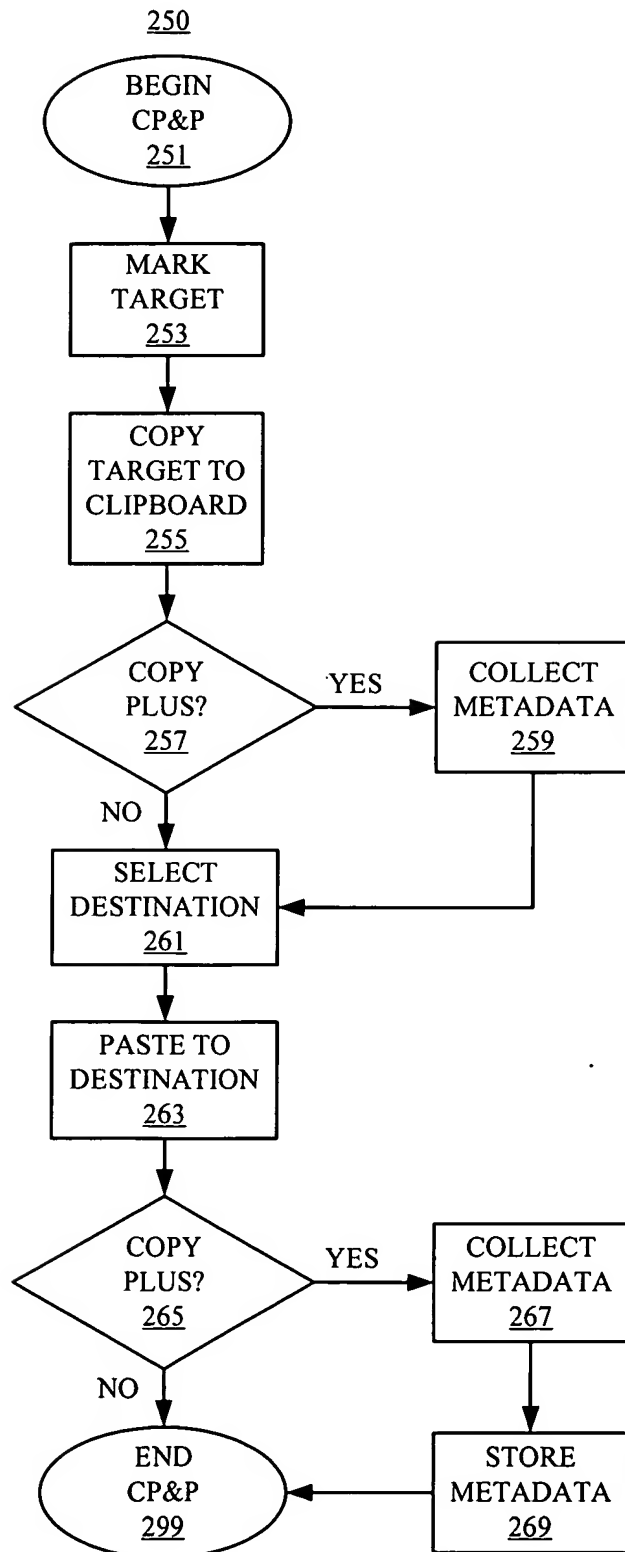 250
BEGIN
CP&P
251
MARK
TARGET
253
COPY
TARGET TO
CLIPBOARD
255
COPY
PLUS?
257
YES
COLLECT
METADATA
259
NO
SELECT
DESTINATION
261
PASTE TO
DESTINATION
263
COPY
PLUS?
265
YES
COLLECT
METADATA
267
NO
END
CP&P
299
STORE
METADATA
269